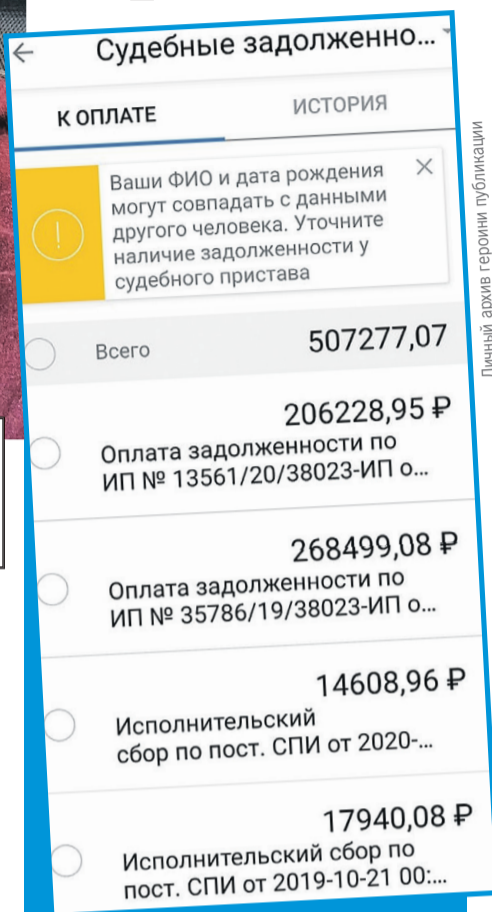 Судебные задолженно...
К ОПЛАТЕ
ИСТОРИЯ
Ваши ФИО и дата рождения
могут совпадать с данными
другого человека. Уточните
наличие задолженности у
судебного пристава
Всего
507277,07
206228,95 ₽
Оплата задолженности по
ИП № 13561/20/38023-ИП о...
268499,08 ₽
Оплата задолженности по
ИП № 35786/19/38023-ИП о...
14608,96 ₽
Исполнительский
сбор по пост. СПИ от 2020-...
17940,08 ₽
Исполнительский сбор по
пост. СПИ от 2019-10-21 00:...
Личный архив героини публикации